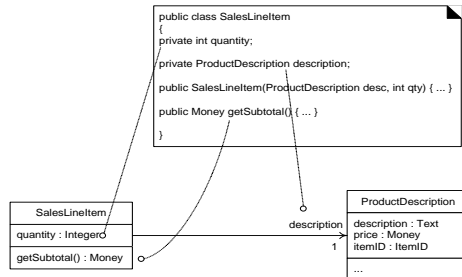 public class SalesLineItem
{
private int quantity;
private ProductDescription description;
public SalesLineItem(ProductDescription desc, int qty) { ... }
public Money getSubtotal() { ... }
}
SalesLineItem
quantity : Integer
getSubtotal() : Money
description
1
ProductDescription
description : Text
price : Money
itemID : ItemID
...